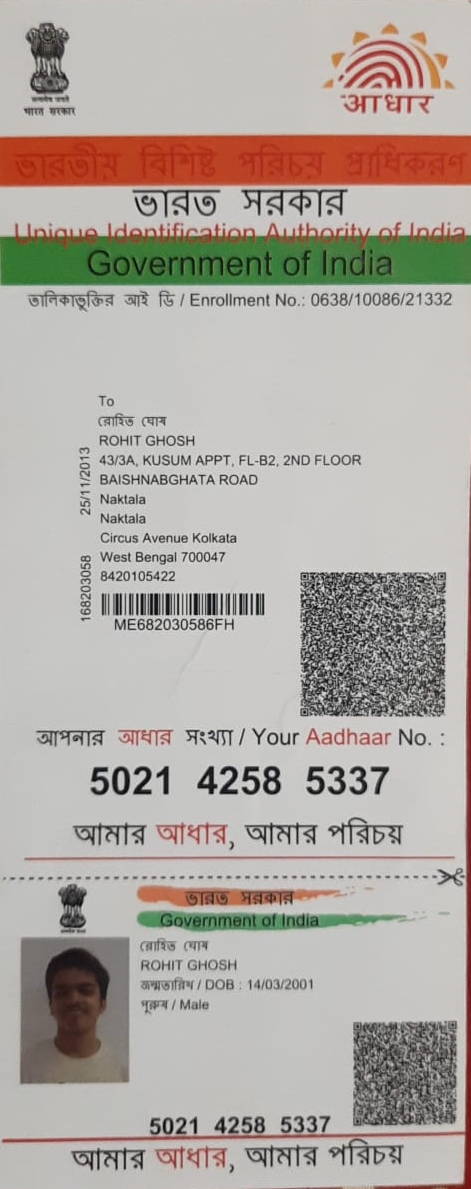 भारत सरकार
आधार
ভারতীয় বিশিষ্ট পরিচয় প্রাধিকরণ
ভারত সরকার
Unique Identification Authority of India
Government of India
তালিকাভুক্তির আই ডি / Enrollment No.: 0638/10086/21332
To
রোহিত ঘোষ
ROHIT GHOSH
43/3A, KUSUM APPT, FL-B2, 2ND FLOOR
BAISHNABGHATA ROAD
Naktala
Naktala
Circus Avenue Kolkata
West Bengal 700047
8420105422
168203058 25/11/2013
ME682030586FH
আপনার আধার সংখ্যা / Your Aadhaar No. :
5021 4258 5337
আমার আধার, আমার পরিচয়
ভারত সরকার
Government of India
রোহিত ঘোষ
ROHIT GHOSH
জন্মতারিখ / DOB : 14/03/2001
পুরুষ / Male
5021 4258 5337
আমার আধার, আমার পরিচয়